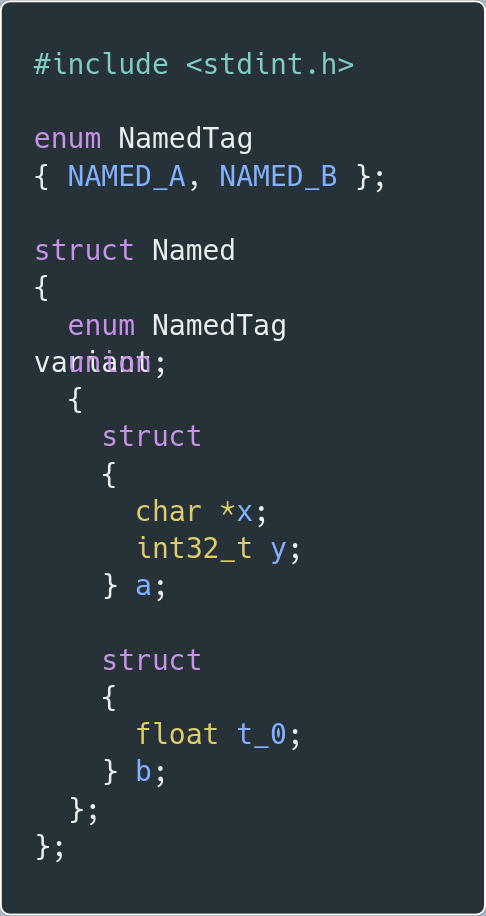 #include <stdint.h>
enum NamedTag
{ NAMED_A, NAMED_B };
struct Named
{
enum NamedTag
variant;
union
{
struct
{
char *x;
int32_t y;
} a;
struct
{
float t_0;
} b;
};
};